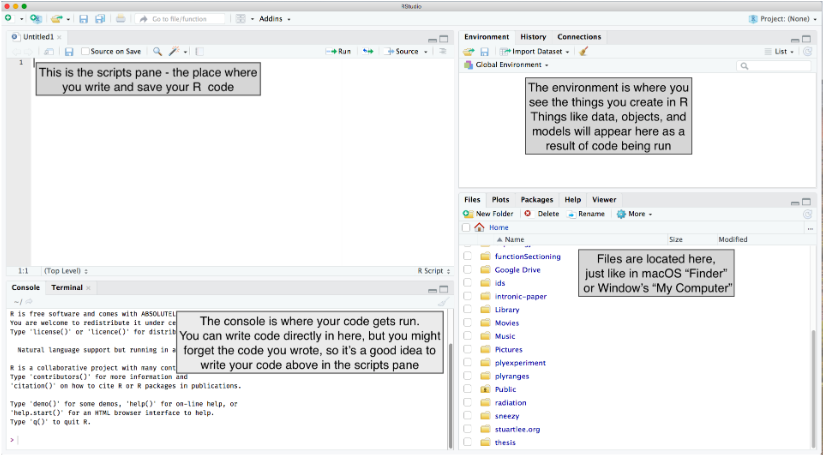 RStudio
Go to file/function
Addins
Project: (None)
Untitled1
Source on Save
Run
Source
1
This is the scripts pane - the place where
you write and save your R code
1:1
(Top Level)
R Script
Console Terminal
~/
R is free software and comes with ABSOLUTEL
You are welcome to redistribute it under ce
Type 'license()' or 'licence()' for distrib
Natural language support but running in a
R is a collaborative project with many cont
Type 'contributors()' for more information and
'citation()' on how to cite R or R packages in publications.
Type 'demo()' for some demos, 'help()' for on-line help, or
'help.start()' for an HTML browser interface to help.
Type 'q()' to quit R.
>
The console is where your code gets run.
You can write code directly in here, but you might
forget the code you wrote, so it's a good idea to
write your code above in the scripts pane
Environment History Connections
Import Dataset
List
Global Environment
The environment is where you
see the things you create in R
Things like data, objects, and
models will appear here as a
result of code being run
Files Plots Packages Help Viewer
New Folder Delete Rename More
Home
...
Name Size Modified
functionSectioning
Google Drive
ids
intronic-paper
Library
Movies
Music
Pictures
plyexperiment
plyranges
Public
radiation
sneezy
stuartlee.org
thesis
Files are located here,
just like in macOS “Finder”
or Window's “My Computer”